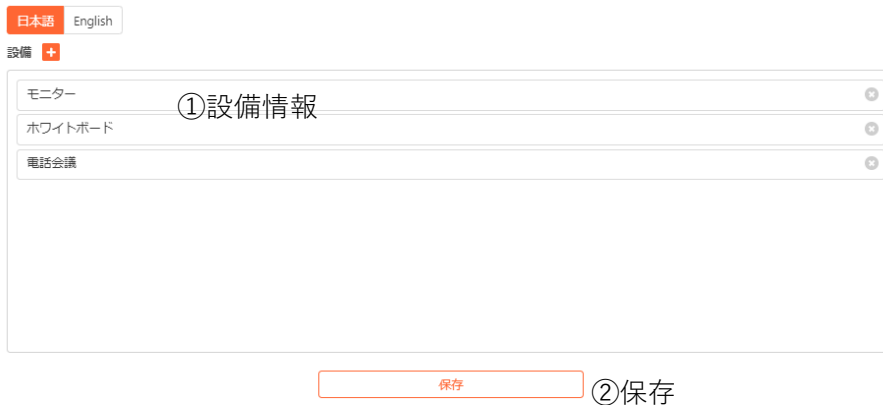 日本語 English
設備 +
モニター
①設備情報
ホワイトボード
電話会議
保存
②保存